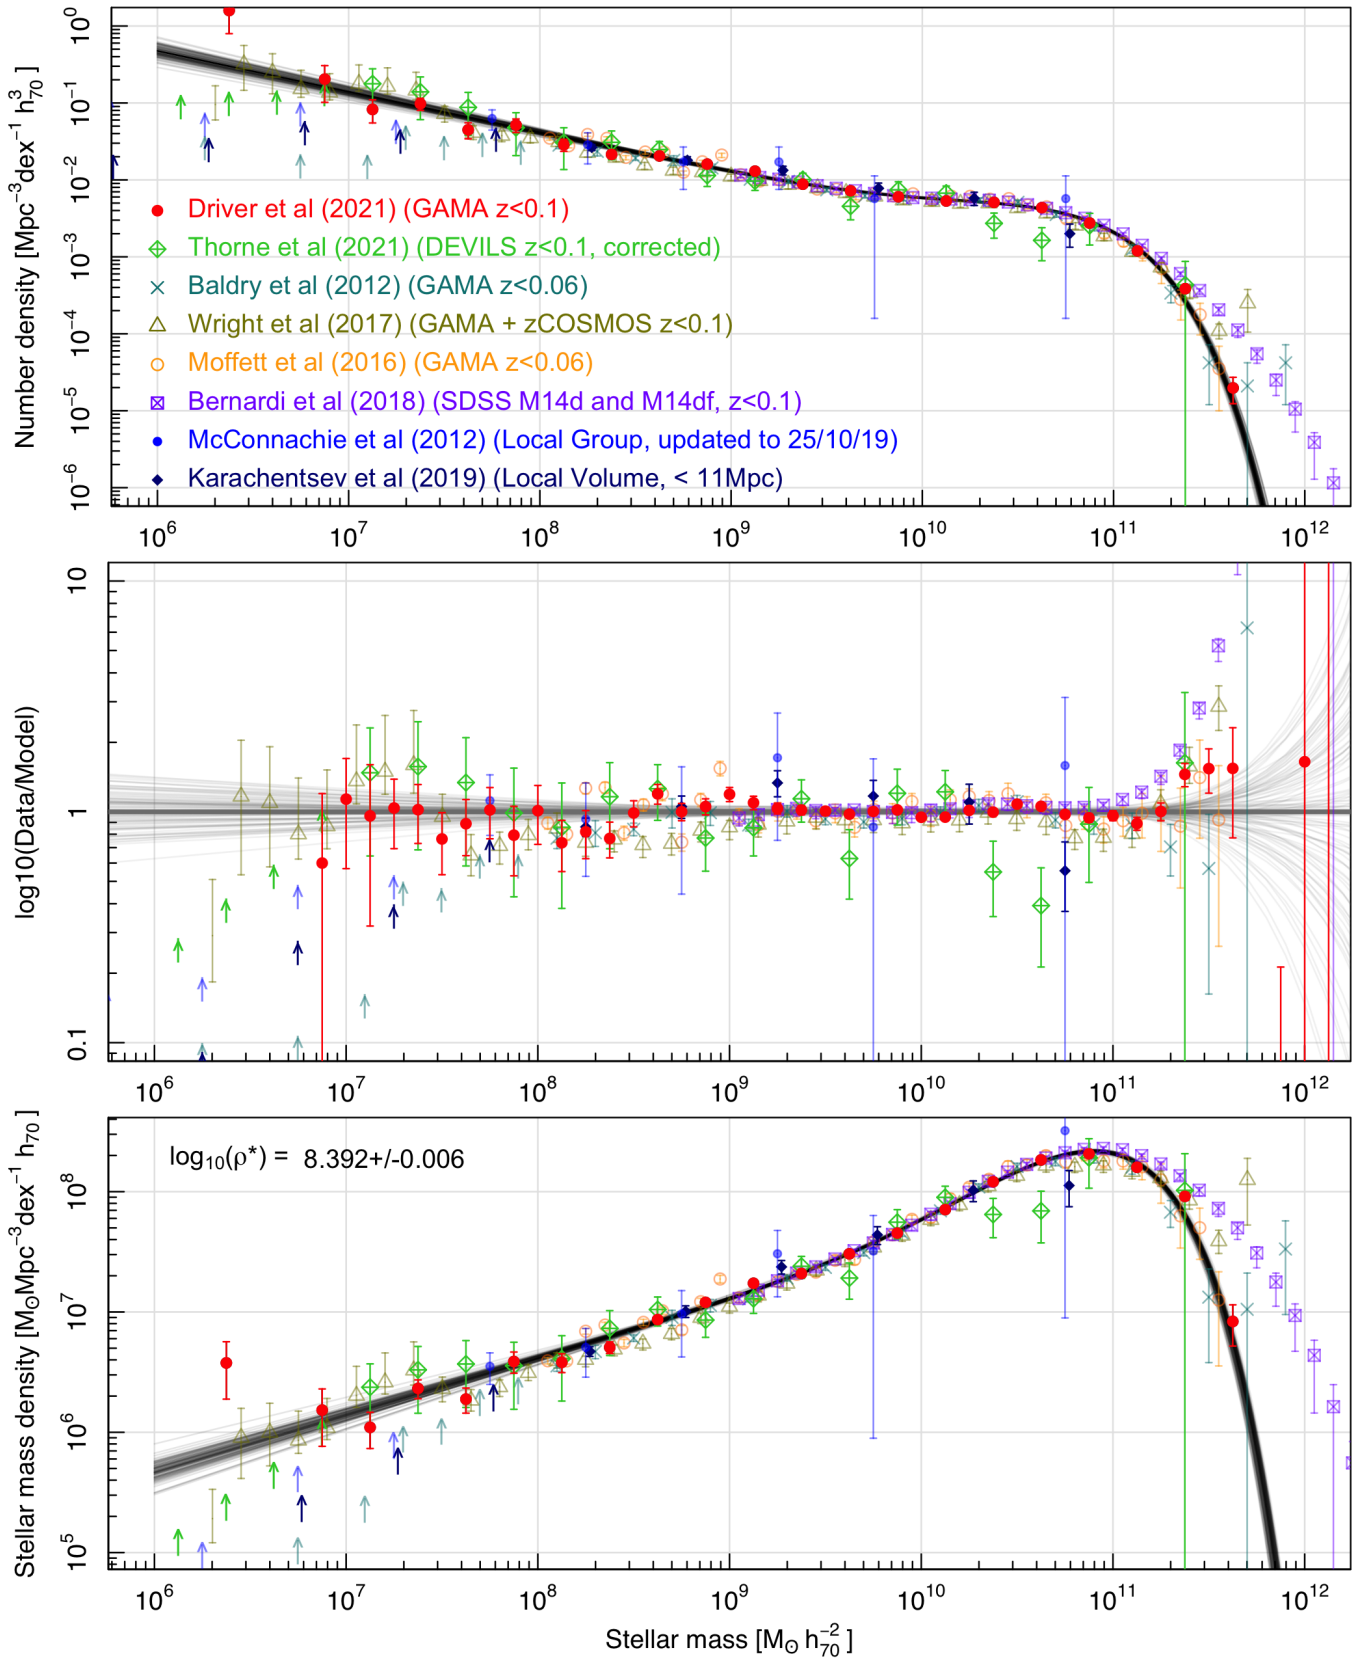 Number density [Mpc⁻³dex⁻¹ h₇₀³ ]
10⁰
10⁻¹
10⁻²
10⁻³
10⁻⁴
10⁻⁵
10⁻⁶
Driver et al (2021) (GAMA z<0.1)
Thorne et al (2021) (DEVILS z<0.1, corrected)
Baldry et al (2012) (GAMA z<0.06)
Wright et al (2017) (GAMA + zCOSMOS z<0.1)
Moffett et al (2016) (GAMA z<0.06)
Bernardi et al (2018) (SDSS M14d and M14df, z<0.1)
McConnachie et al (2012) (Local Group, updated to 25/10/19)
Karachentsev et al (2019) (Local Volume, < 11Mpc)
10⁶ 10⁷ 10⁸ 10⁹ 10¹⁰ 10¹¹ 10¹²
log10(Data/Model)
10
1
0.1
10⁶ 10⁷ 10⁸ 10⁹ 10¹⁰ 10¹¹ 10¹²
Stellar mass density [M⊙Mpc⁻³dex⁻¹ h₇₀ ]
log₁₀(ρ*) = 8.392+/-0.006
10⁸
10⁷
10⁶
10⁵
10⁶ 10⁷ 10⁸ 10⁹ 10¹⁰ 10¹¹ 10¹²
Stellar mass [M⊙ h₇₀⁻² ]